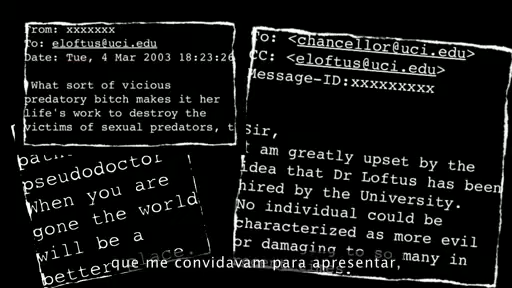 From: xxxxxxx
To: eloftus@uci.edu
Date: Tue, 4 Mar 2003 18:23:26
What sort of vicious
predatory bitch makes it her
life's work to destroy the
victims of sexual predators, t
To: <chancellor@uci.edu>
CC: <eloftus@uci.edu>
Message-ID:xxxxxxxxx
Sir,
I am greatly upset by the
idea that Dr Loftus has been
hired by the University.
No individual could be
characterized as more evil
or damaging to so many in
pseudodoctor
When you are
gone the world
will be a
better place.
que me convidavam para apresentar,